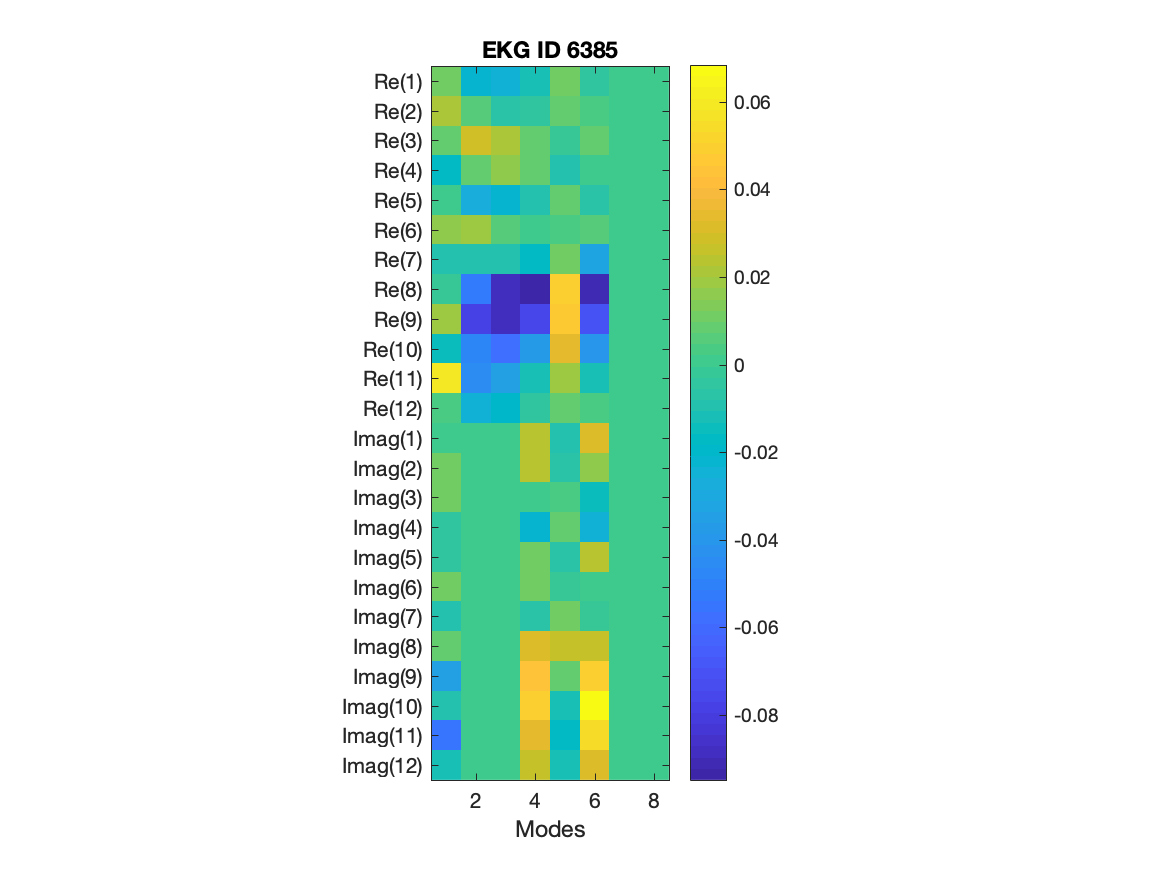 EKG ID 6385
Re(1)
Re(2)
Re(3)
Re(4)
Re(5)
Re(6)
Re(7)
Re(8)
Re(9)
Re(10)
Re(11)
Re(12)
Imag(1)
Imag(2)
Imag(3)
Imag(4)
Imag(5)
Imag(6)
Imag(7)
Imag(8)
Imag(9)
Imag(10)
Imag(11)
Imag(12)
2 4 6 8
Modes
0.06
0.04
0.02
0
-0.02
-0.04
-0.06
-0.08